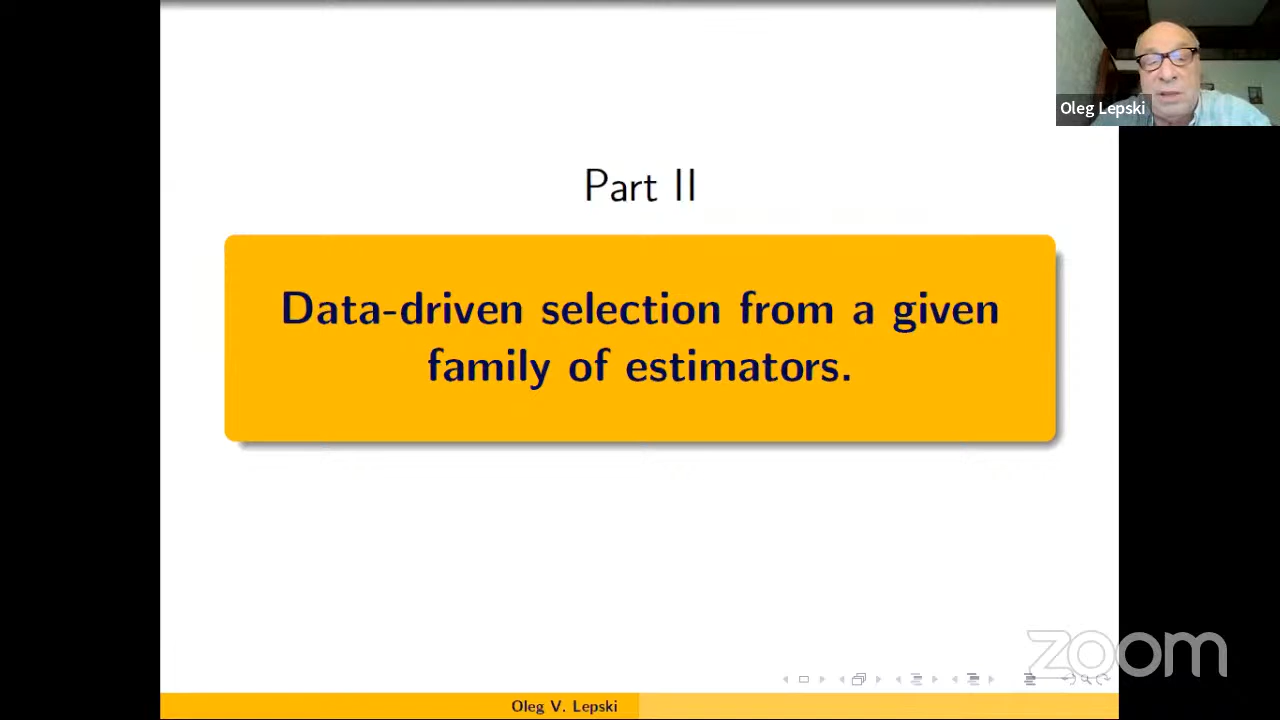 Oleg Lepski
Part II
Data-driven selection from a given
family of estimators.
zoom
Oleg V. Lepski